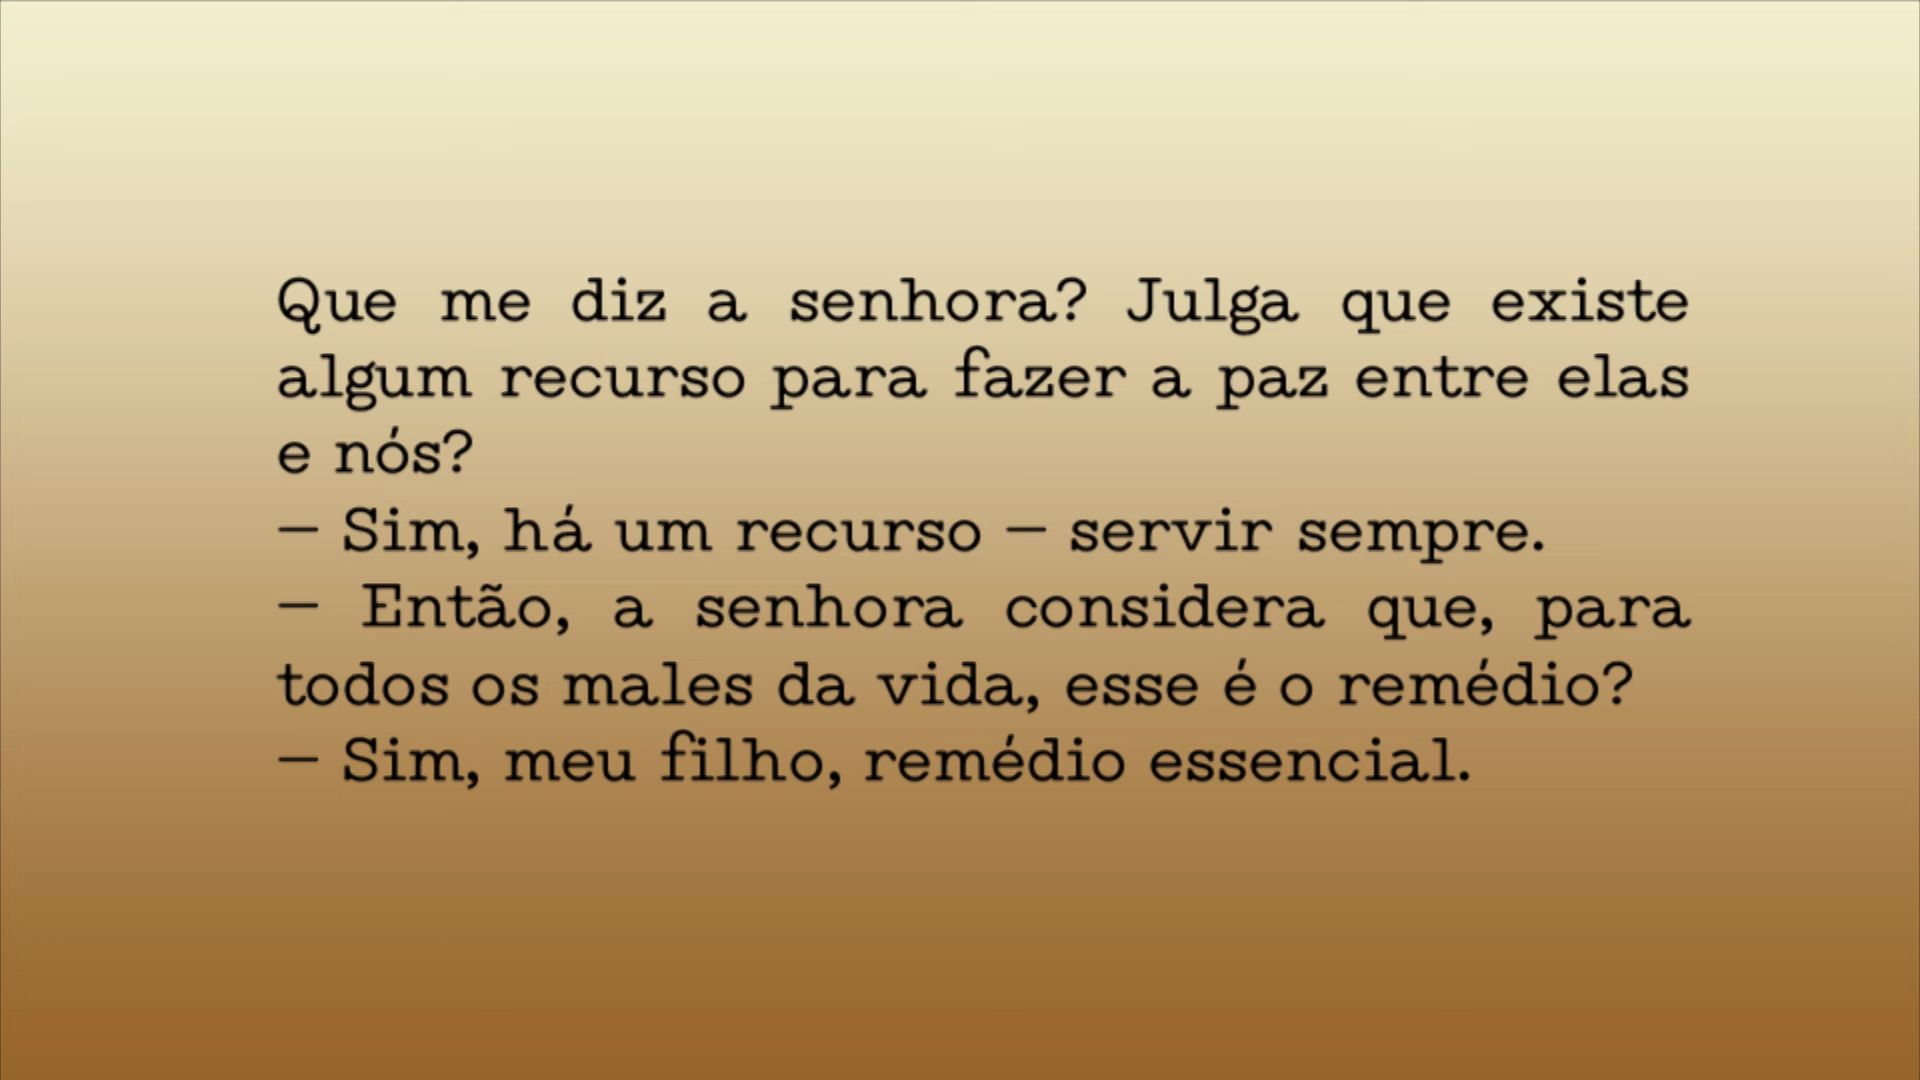 Que me diz a senhora? Julga que existe
algum recurso para fazer a paz entre elas
e nós?
— Sim, há um recurso — servir sempre.
— Então, a senhora considera que, para
todos os males da vida, esse é o remédio?
— Sim, meu filho, remédio essencial.